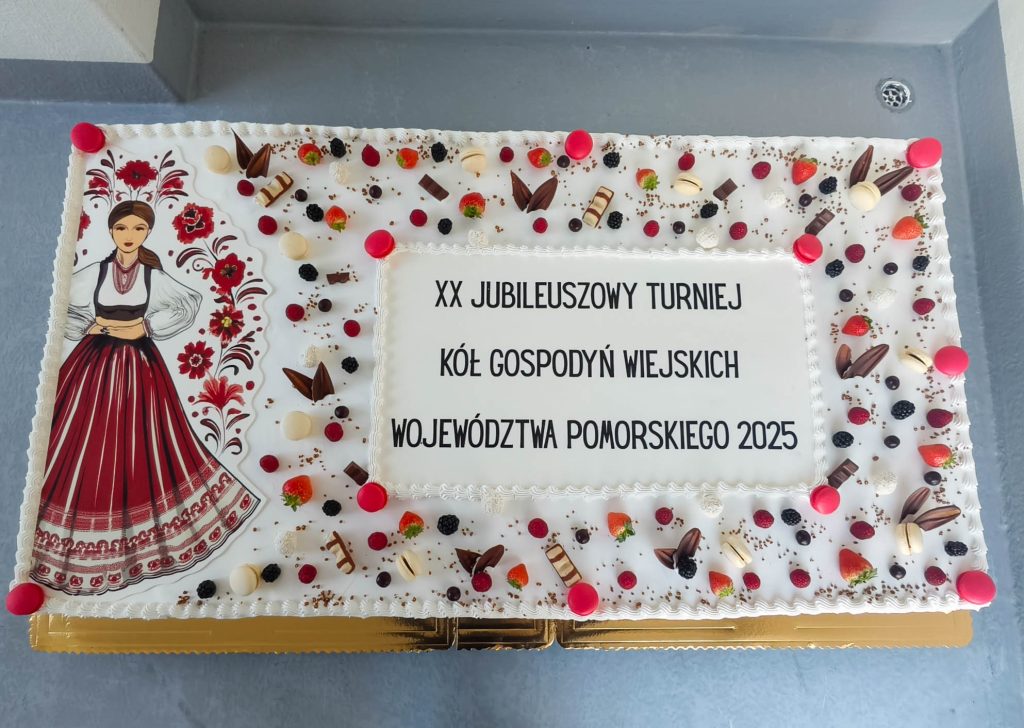 XX JUBILEUSZOWY TURNIEJ
KÓŁ GOSPODYŃ WIEJSKICH
WOJEWÓDZTWA POMORSKIEGO 2025